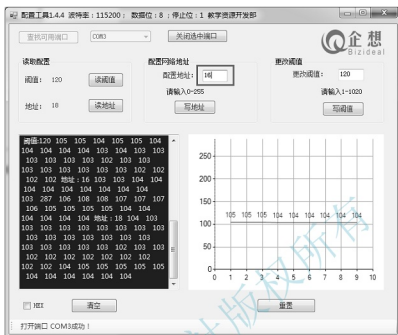 配置工具1.4.4 波特率：115200； 数据位：8；停止位：1 教学资源开发部
查找可用端口 COM3 关闭选中端口
企想
Bizideal
读取配置 配置网络地址 更改阈值
阈值： 120 读阈值 配置地址： 16 更改阈值： 120
请输入0-255 请输入1-1020
地址： 18 读地址 写地址 写阈值
阈值:120 105 105 104 105 105 104
104 104 104 104 103 104 103 103
103 103 103 103 102 103 103
103 103 103 103 103 103 102 102
102 102 地址：16 103 103 104 104
104 104 104 104 104 104 104
103 287 106 108 108 107 107 107
106 105 105 105 105 104 104
104 104 104 104 地址：18 104 103
103 103 103 103 103 103 103 103
103 103 103 103 103 103 103
103 103 103 103 102 103 103 103
102 102 102 102 102 102 102
102 102 104 105 105 105 105 105
104 104 104 104 104 104
250
200
150
100
50
0
105 105 105 104 104 104 104 104 104
0 1 2 3 4 5 6 7 8 9 10
HEX 清空 重置
打开端口 COM3成功！
版权所有